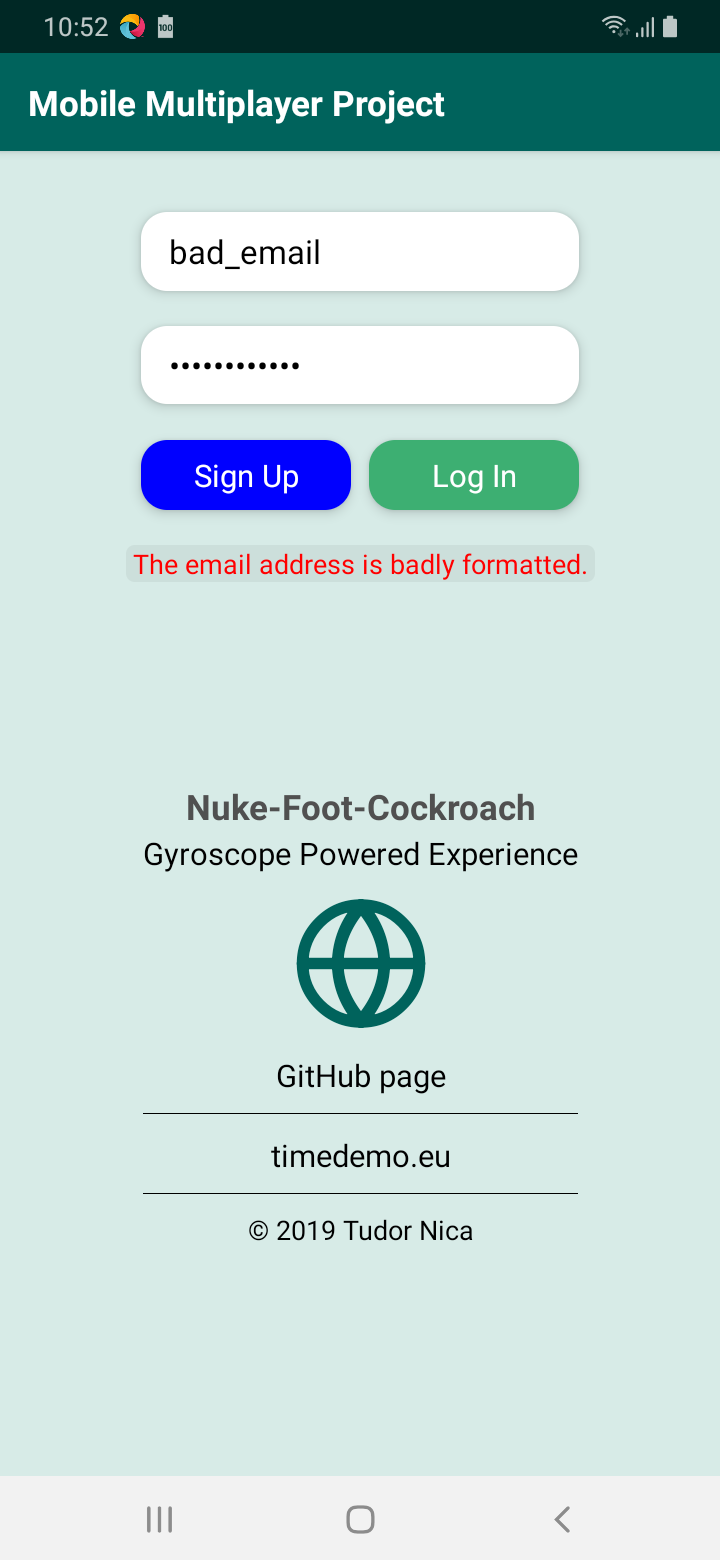 10:52
100
Mobile Multiplayer Project
bad_email
••••••••••••
Sign Up Log In
The email address is badly formatted.
Nuke-Foot-Cockroach
Gyroscope Powered Experience
GitHub page
timedemo.eu
© 2019 Tudor Nica